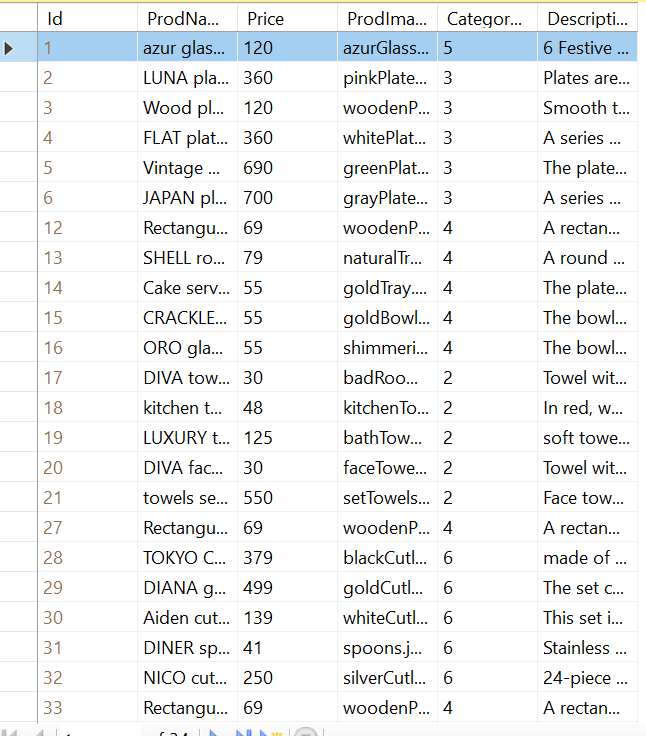 Id ProdNa... Price ProdIma... Categor... Descripti...
1 azur glas... 120 azurGlass... 5 6 Festive ...
2 LUNA pla... 360 pinkPlate... 3 Plates are...
3 Wood pl... 120 woodenP... 3 Smooth t...
4 FLAT plat... 360 whitePlat... 3 A series ...
5 Vintage ... 690 greenPlat... 3 The plate...
6 JAPAN pl... 700 grayPlate... 3 A series ...
12 Rectangu... 69 woodenP... 4 A rectan...
13 SHELL ro... 79 naturalTr... 4 A round ...
14 Cake serv... 55 goldTray.... 4 The plate...
15 CRACKLE... 55 goldBowl... 4 The bowl...
16 ORO gla... 55 shimmeri... 4 The bowl...
17 DIVA tow... 30 badRoo... 2 Towel wit...
18 kitchen t... 48 kitchenTo... 2 In red, w...
19 LUXURY t... 125 bathTow... 2 soft towe...
20 DIVA fac... 30 faceTowe... 2 Towel wit...
21 towels se... 550 setTowels... 2 Face tow...
27 Rectangu... 69 woodenP... 4 A rectan...
28 TOKYO C... 379 blackCutl... 6 made of ...
29 DIANA g... 499 goldCutl... 6 The set c...
30 Aiden cut... 139 whiteCutl... 6 This set i...
31 DINER sp... 41 spoons.j... 6 Stainless ...
32 NICO cut... 250 silverCutl... 6 24-piece ...
33 Rectangu... 69 woodenP... 4 A rectan...